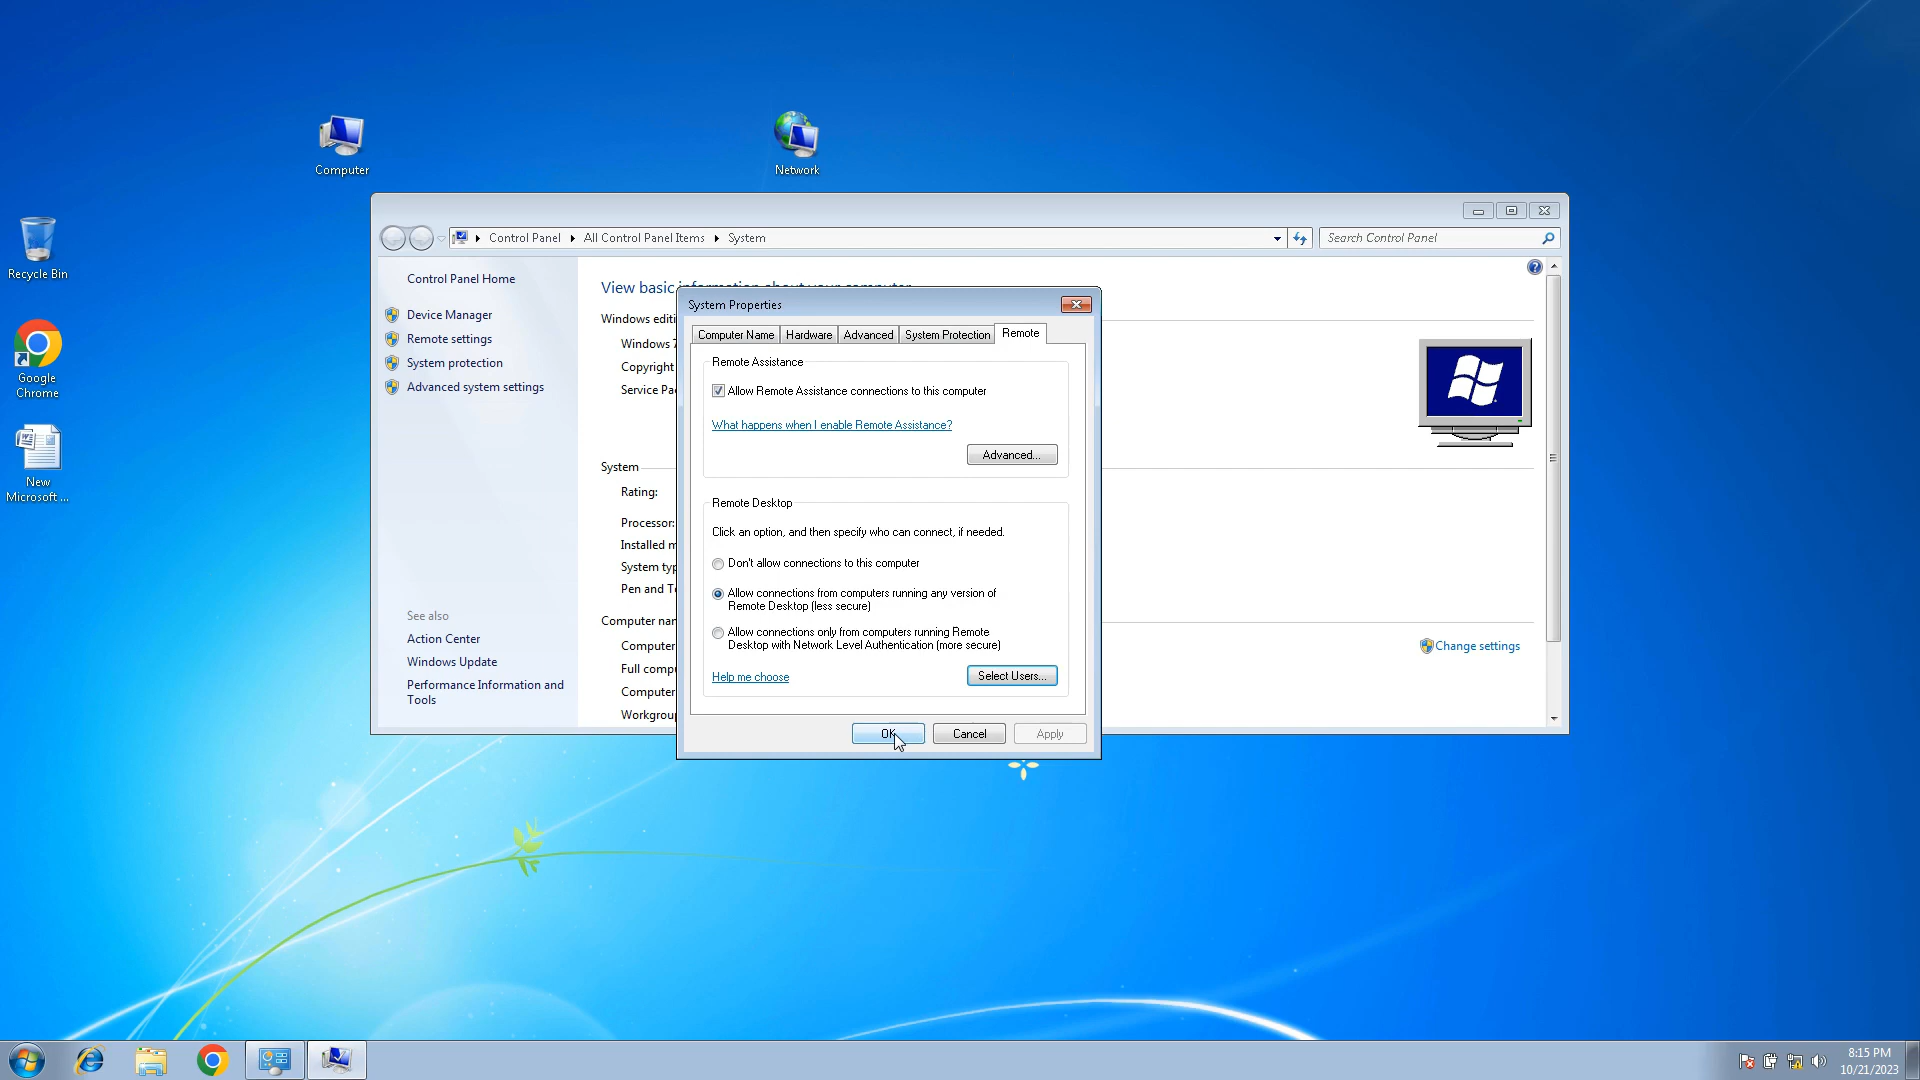 Computer
Network
Recycle Bin
Google
Chrome
New
Microsoft ...
Control Panel
All Control Panel Items
System
Search Control Panel
Control Panel Home
Device Manager
Remote settings
System protection
Advanced system settings
See also
Action Center
Windows Update
Performance Information and
Tools
View basic
Windows editi
Windows 7
Copyright
Service Pa
System
Rating:
Processor:
Installed m
System typ
Pen and T
Computer nar
Computer
Full compu
Computer
Workgroup
Change settings
System Properties
Computer Name
Hardware
Advanced
System Protection
Remote
Remote Assistance
Allow Remote Assistance connections to this computer
What happens when I enable Remote Assistance?
Advanced...
Remote Desktop
Click an option, and then specify who can connect, if needed.
Don't allow connections to this computer
Allow connections from computers running any version of
Remote Desktop (less secure)
Allow connections only from computers running Remote
Desktop with Network Level Authentication (more secure)
Help me choose
Select Users...
OK
Cancel
Apply
8:15 PM
10/21/2023